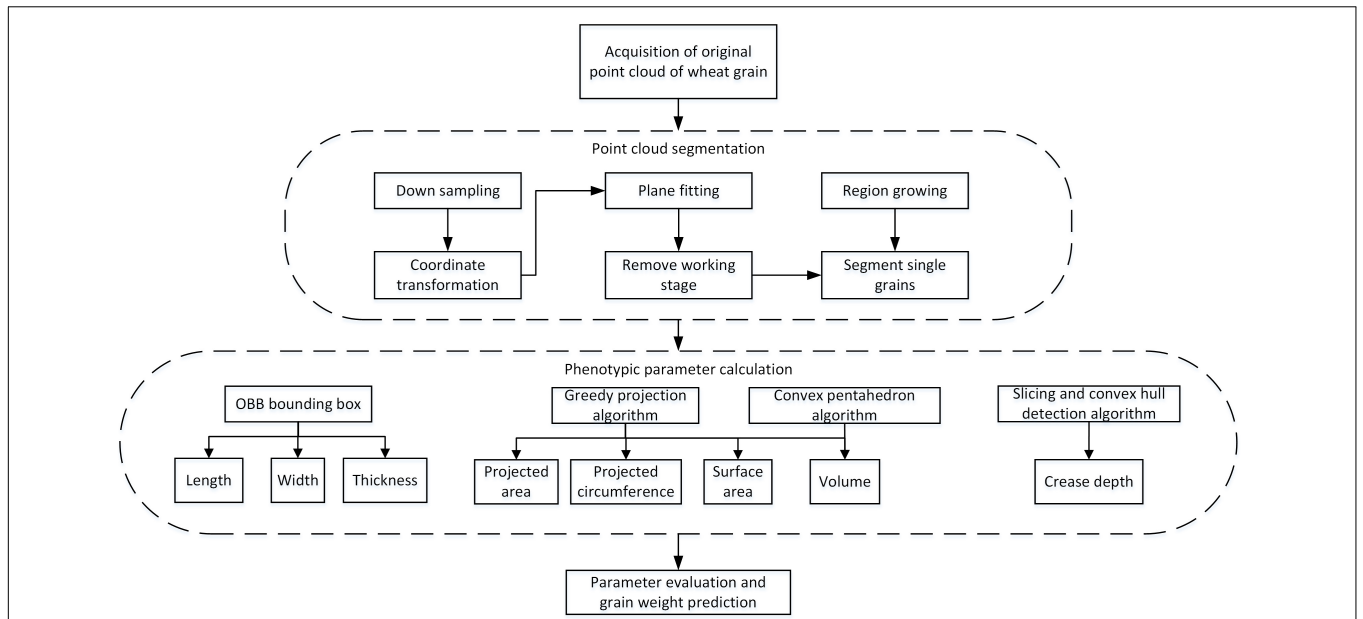 Acquisition of original
point cloud of wheat grain
Point cloud segmentation
Down sampling
Plane fitting
Region growing
Coordinate
transformation
Remove working
stage
Segment single
grains
Phenotypic parameter calculation
OBB bounding box
Greedy projection
algorithm
Convex pentahedron
algorithm
Slicing and convex hull
detection algorithm
Length
Width
Thickness
Projected
area
Projected
circumference
Surface
area
Volume
Crease depth
Parameter evaluation and
grain weight prediction